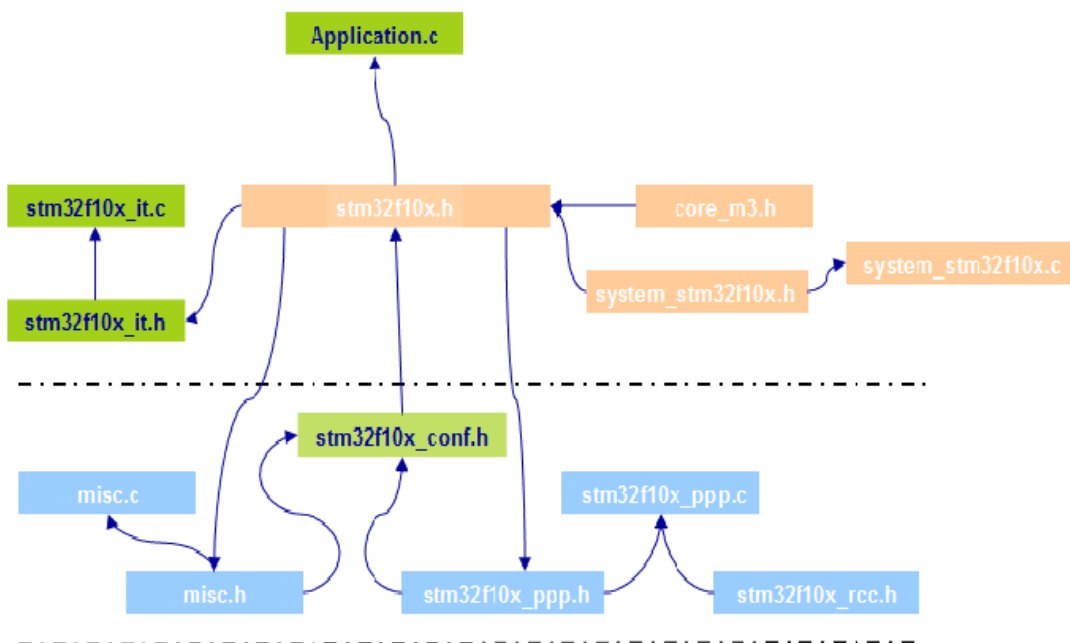 Application.c
stm32f10x_it.c
stm32f10x.h
core_m3.h
system_stm32f10x.c
system_stm32f10x.h
stm32f10x_it.h
stm32f10x_conf.h
misc.c
stm32f10x_ppp.c
misc.h
stm32f10x_ppp.h
stm32f10x_rcc.h